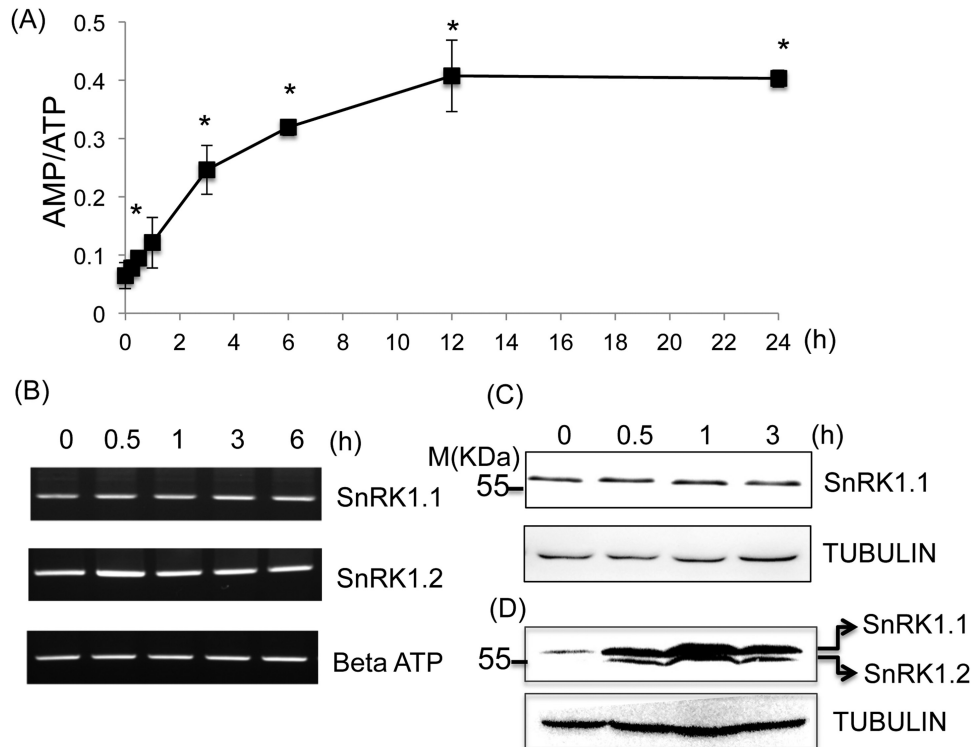 (A)
0.5
0.4
0.3
0.2
0.1
0
AMP/ATP
* * * * * *
0 2 4 6 8 10 12 14 16 18 20 22 24 (h)
(B)
0 0.5 1 3 6 (h)
SnRK1.1
SnRK1.2
Beta ATP
(C)
0 0.5 1 3 (h)
M(KDa)
55
SnRK1.1
TUBULIN
(D)
55
SnRK1.1
SnRK1.2
TUBULIN